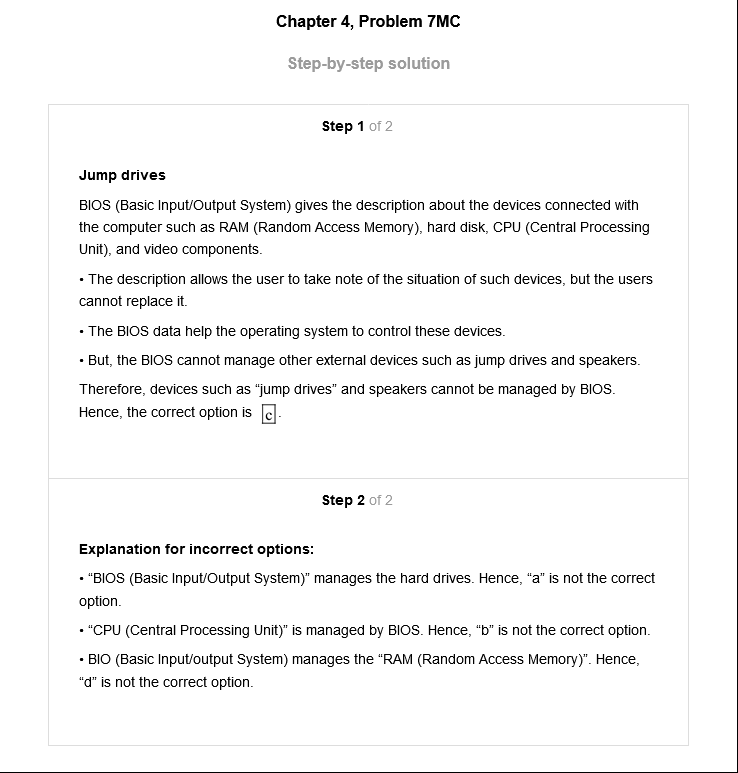 Chapter 4, Problem 7MC
Step-by-step solution
Step 1 of 2
Jump drives
BIOS (Basic Input/Output System) gives the description about the devices connected with
the computer such as RAM (Random Access Memory), hard disk, CPU (Central Processing
Unit), and video components.
• The description allows the user to take note of the situation of such devices, but the users
cannot replace it.
• The BIOS data help the operating system to control these devices.
• But, the BIOS cannot manage other external devices such as jump drives and speakers.
Therefore, devices such as “jump drives” and speakers cannot be managed by BIOS.
Hence, the correct option is c.
Step 2 of 2
Explanation for incorrect options:
• “BIOS (Basic Input/Output System)” manages the hard drives. Hence, “a” is not the correct
option.
• “CPU (Central Processing Unit)” is managed by BIOS. Hence, “b” is not the correct option.
• BIO (Basic Input/output System) manages the “RAM (Random Access Memory)”. Hence,
“d” is not the correct option.